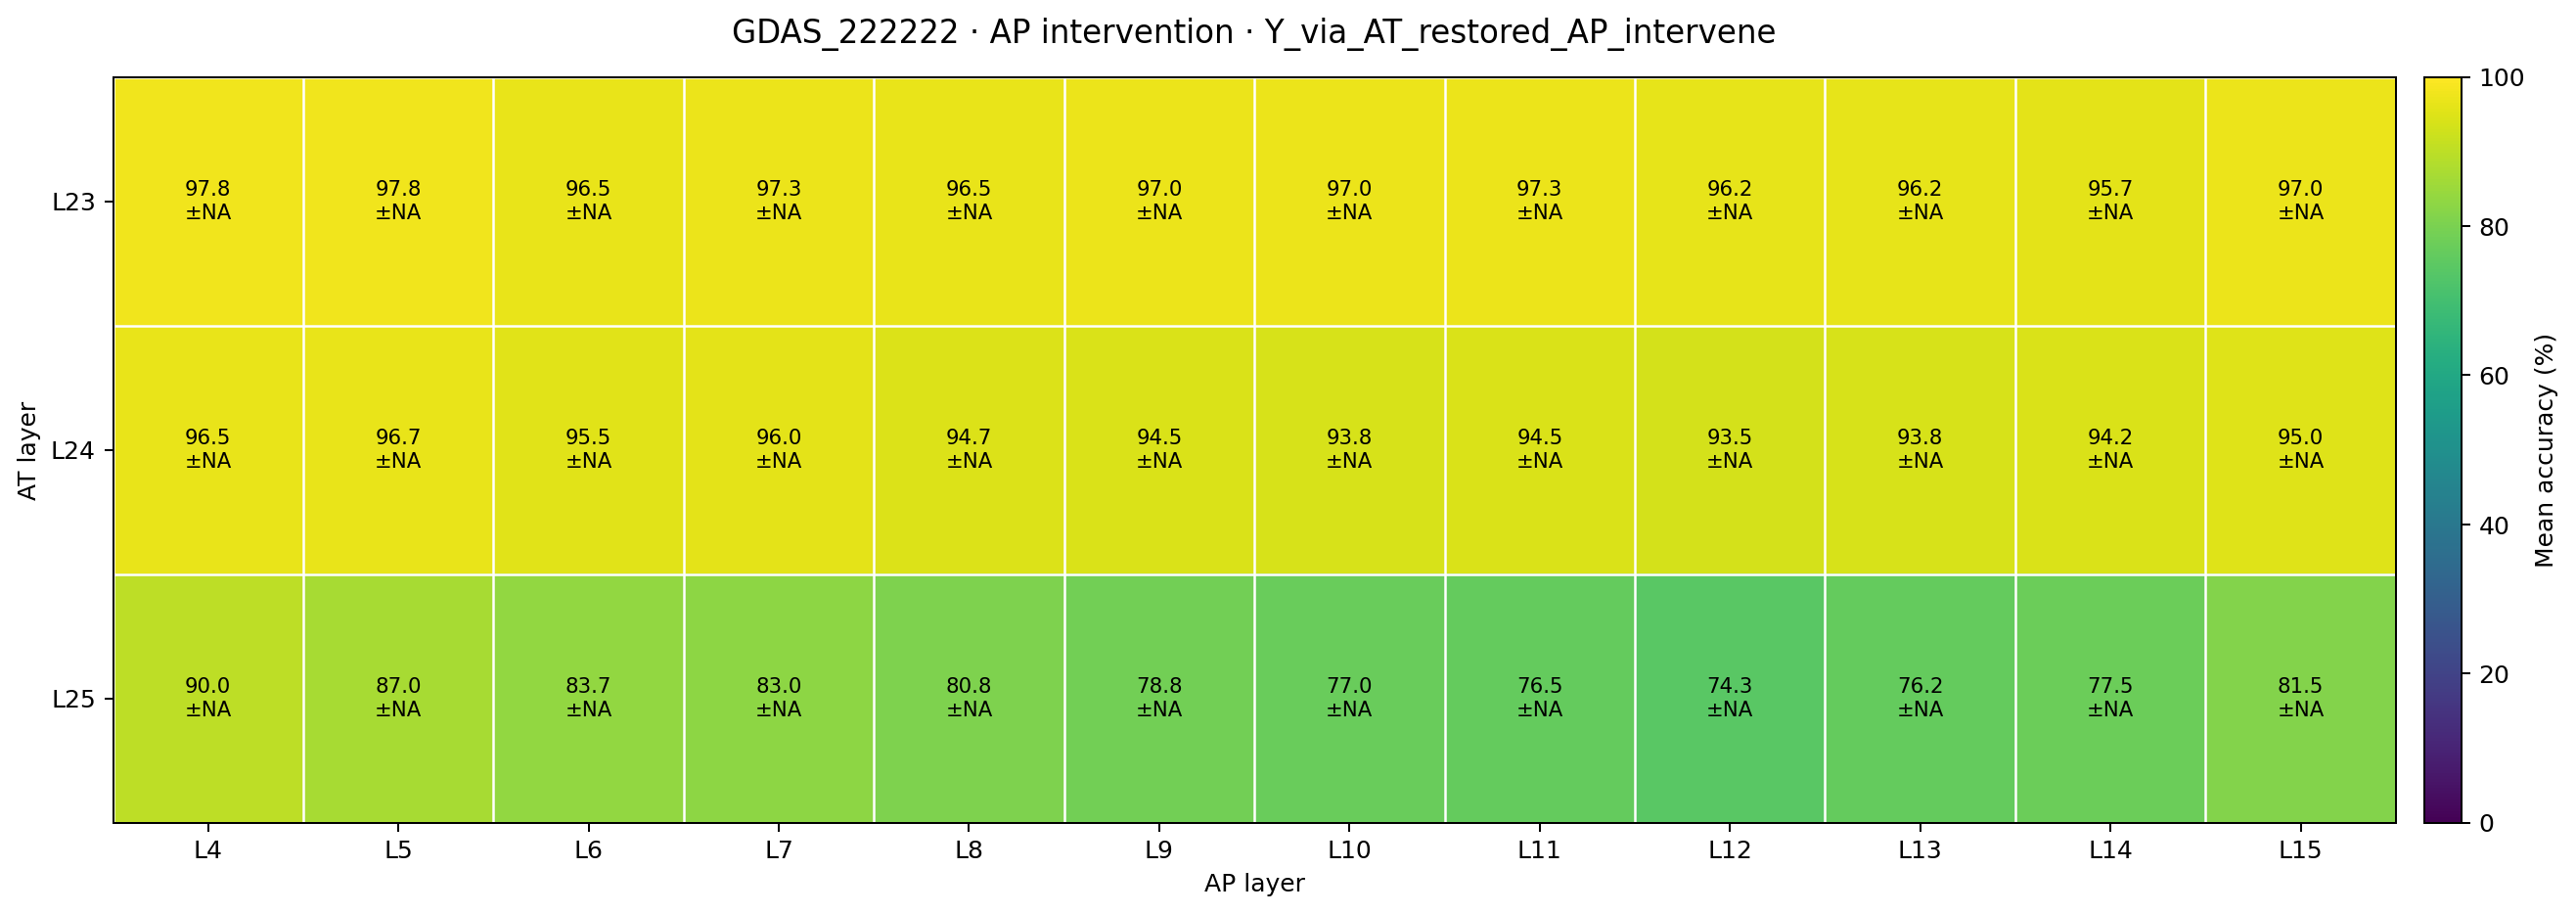 GDAS_222222 · AP intervention · Y_via_AT_restored_AP_intervene
AT layer
L23
97.8 97.8 96.5 97.3 96.5 97.0 97.0 97.3 96.2 96.2 95.7 97.0
±NA ±NA ±NA ±NA ±NA ±NA ±NA ±NA ±NA ±NA ±NA ±NA
L24
96.5 96.7 95.5 96.0 94.7 94.5 93.8 94.5 93.5 93.8 94.2 95.0
±NA ±NA ±NA ±NA ±NA ±NA ±NA ±NA ±NA ±NA ±NA ±NA
L25
90.0 87.0 83.7 83.0 80.8 78.8 77.0 76.5 74.3 76.2 77.5 81.5
±NA ±NA ±NA ±NA ±NA ±NA ±NA ±NA ±NA ±NA ±NA ±NA
L4 L5 L6 L7 L8 L9 L10 L11 L12 L13 L14 L15
AP layer
100
80
60
40
20
0
Mean accuracy (%)